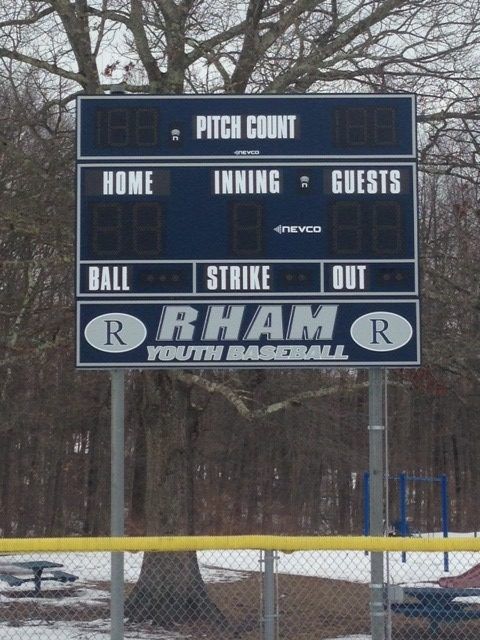 PITCH COUNT
NEVCO
HOME INNING GUESTS
NEVCO
BALL STRIKE OUT
R RHAM R
YOUTH BASEBALL